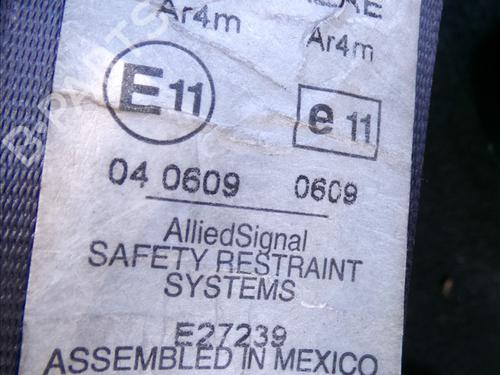 Ar4m
Ar4m
E 11
e 11
04 0609 0609
AlliedSignal
SAFETY RESTRAINT
SYSTEMS
E27239
ASSEMBLED IN MEXICO